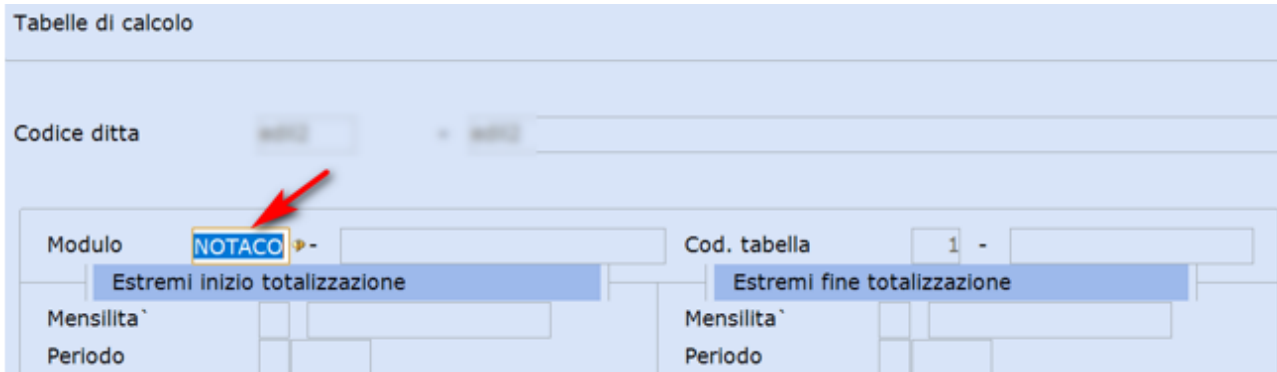 Tabelle di calcolo
Codice ditta
Modulo NOTACO - Cod. tabella 1 -
Estremi inizio totalizzazione Estremi fine totalizzazione
Mensilita` Mensilita`
Periodo Periodo